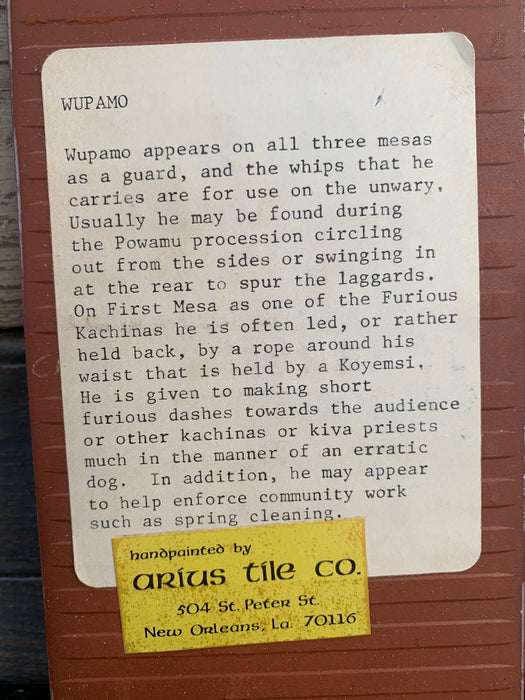 WUPAMO
Wupamo appears on all three mesas
as a guard, and the whips that he
carries are for use on the unwary.
Usually he may be found during
the Powamu procession circling
out from the sides or swinging in
at the rear to spur the laggards.
On First Mesa as one of the Furious
Kachinas he is often led, or rather
held back, by a rope around his
waist that is held by a Koyemsi.
He is given to making short
furious dashes towards the audience
or other kachinas or kiva priests
much in the manner of an erratic
dog. In addition, he may appear
to help enforce community work
such as spring cleaning.
handpainted by
arius tile co.
504 St. Peter St.
New Orleans, La. 70116